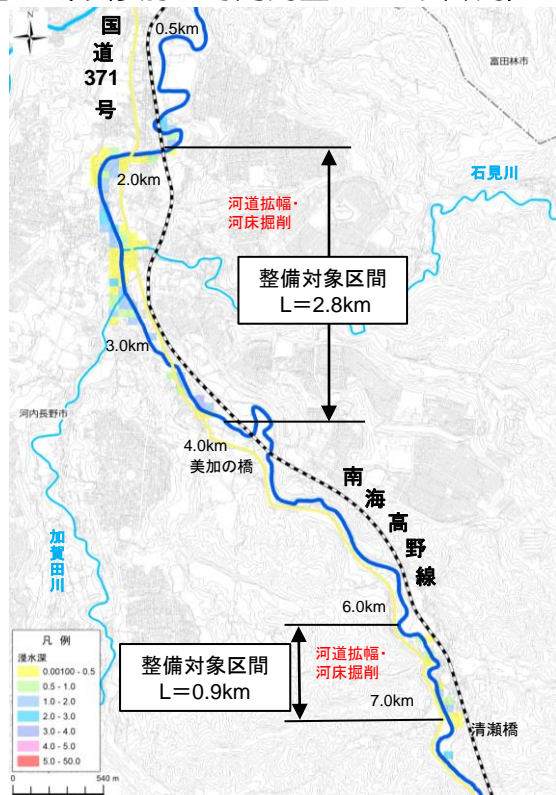 N
0.5km
国道371号
富田林市
石見川
2.0km
河道拡幅・
河床掘削
整備対象区間
L=2.8km
3.0km
河内長野市
4.0km
美加の橋
南海高野線
加賀田川
6.0km
河道拡幅・
河床掘削
整備対象区間
L=0.9km
7.0km
清瀬橋
凡 例
浸水深
0.00100 - 0.5
0.5 - 1.0
1.0 - 2.0
2.0 - 3.0
3.0 - 4.0
4.0 - 5.0
5.0 - 50.0
0 540 m